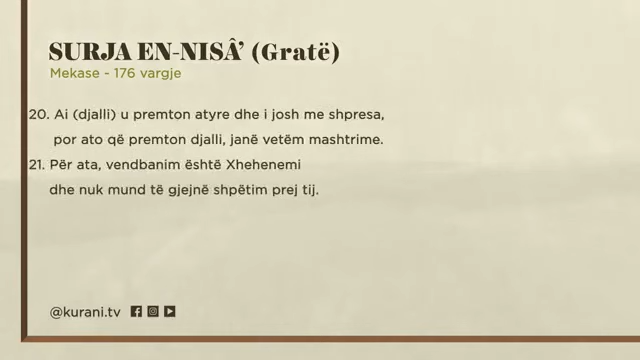 SURJA EN-NISÂ’ (Gratë)
Mekase - 176 vargje
20. Ai (djalli) u premton atyre dhe i josh me shpresa,
por ato që premton djalli, janë vetëm mashtrime.
21. Për ata, vendbanim është Xhehenemi
dhe nuk mund të gjejnë shpëtim prej tij.
@kurani.tv